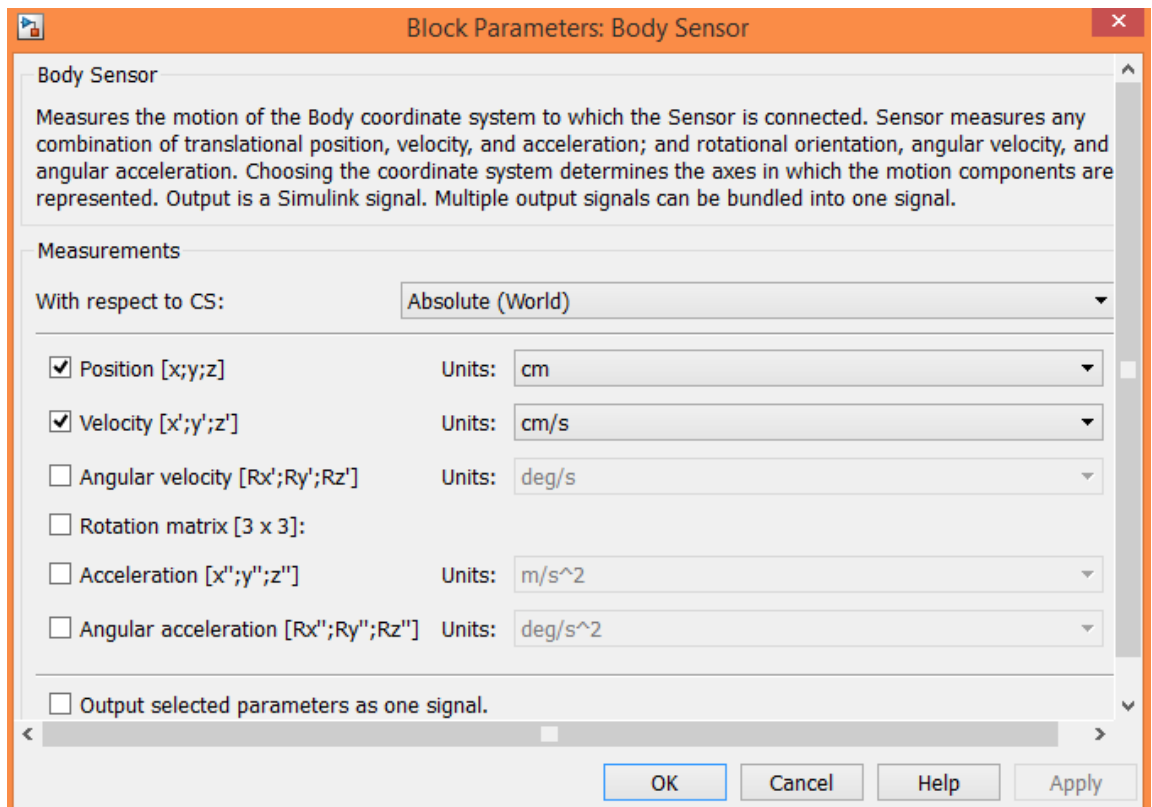 Block Parameters: Body Sensor
Body Sensor
Measures the motion of the Body coordinate system to which the Sensor is connected. Sensor measures any
combination of translational position, velocity, and acceleration; and rotational orientation, angular velocity, and
angular acceleration. Choosing the coordinate system determines the axes in which the motion components are
represented. Output is a Simulink signal. Multiple output signals can be bundled into one signal.
Measurements
With respect to CS: Absolute (World)
Position [x;y;z] Units: cm
Velocity [x';y';z'] Units: cm/s
Angular velocity [Rx';Ry';Rz'] Units: deg/s
Rotation matrix [3 x 3]:
Acceleration [x'';y'';z''] Units: m/s^2
Angular acceleration [Rx'';Ry'';Rz''] Units: deg/s^2
Output selected parameters as one signal.
OK Cancel Help Apply